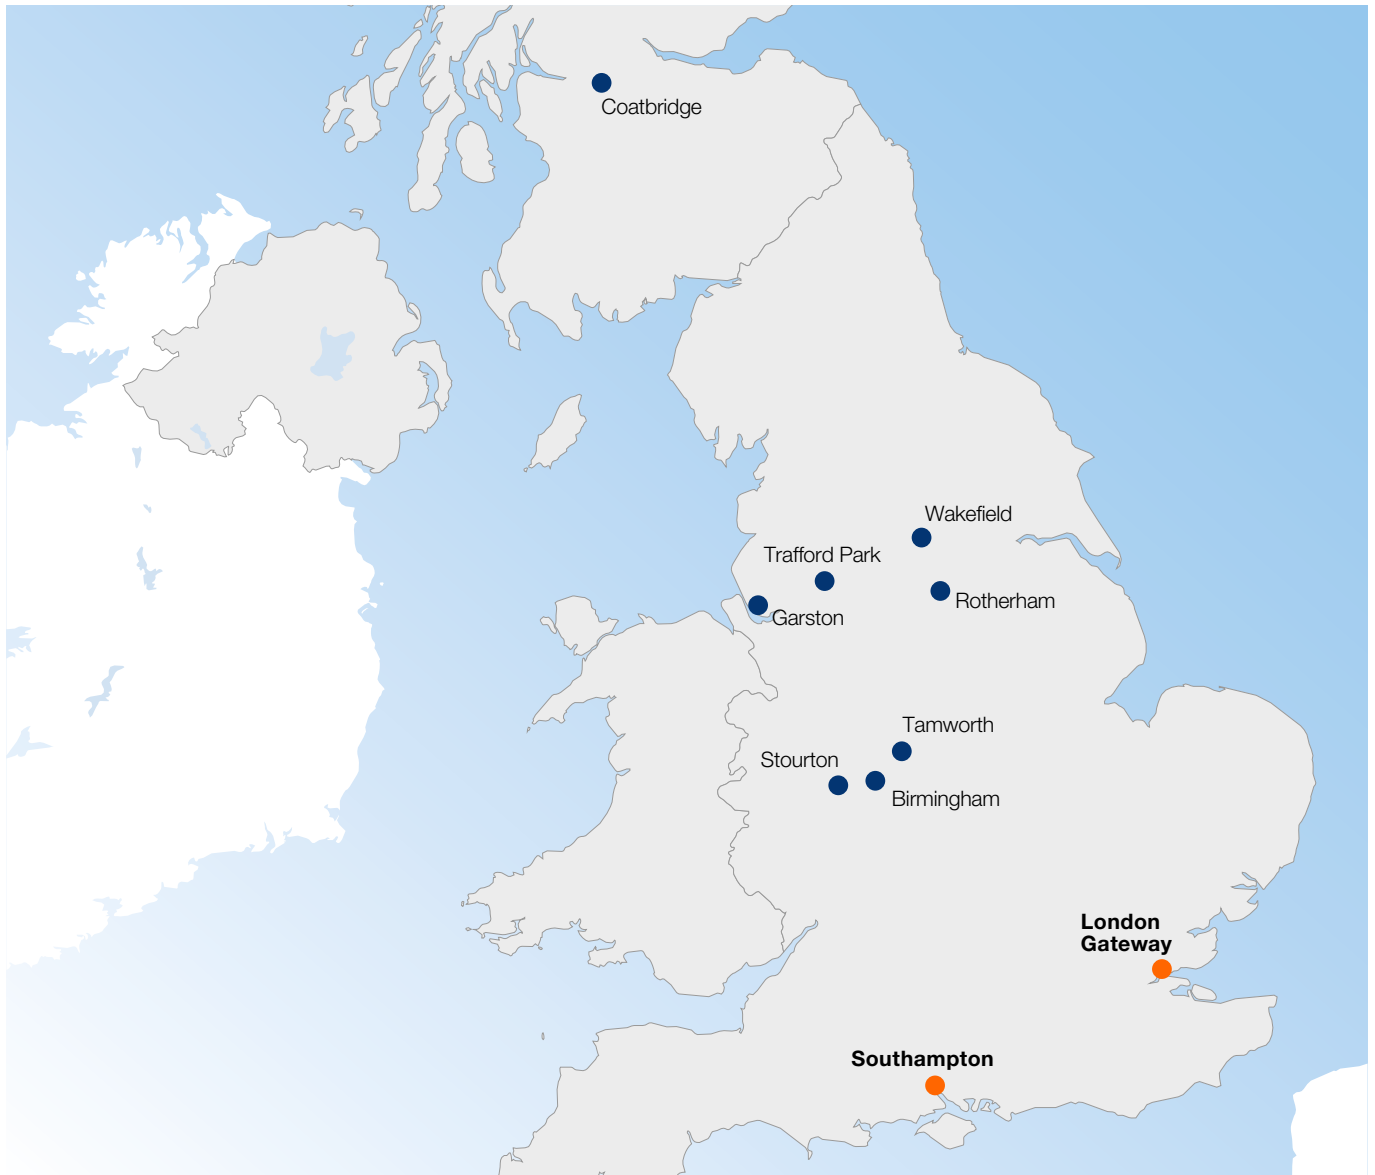 Coatbridge
Wakefield
Trafford Park
Rotherham
Garston
Tamworth
Stourton
Birmingham
London
Gateway
Southampton